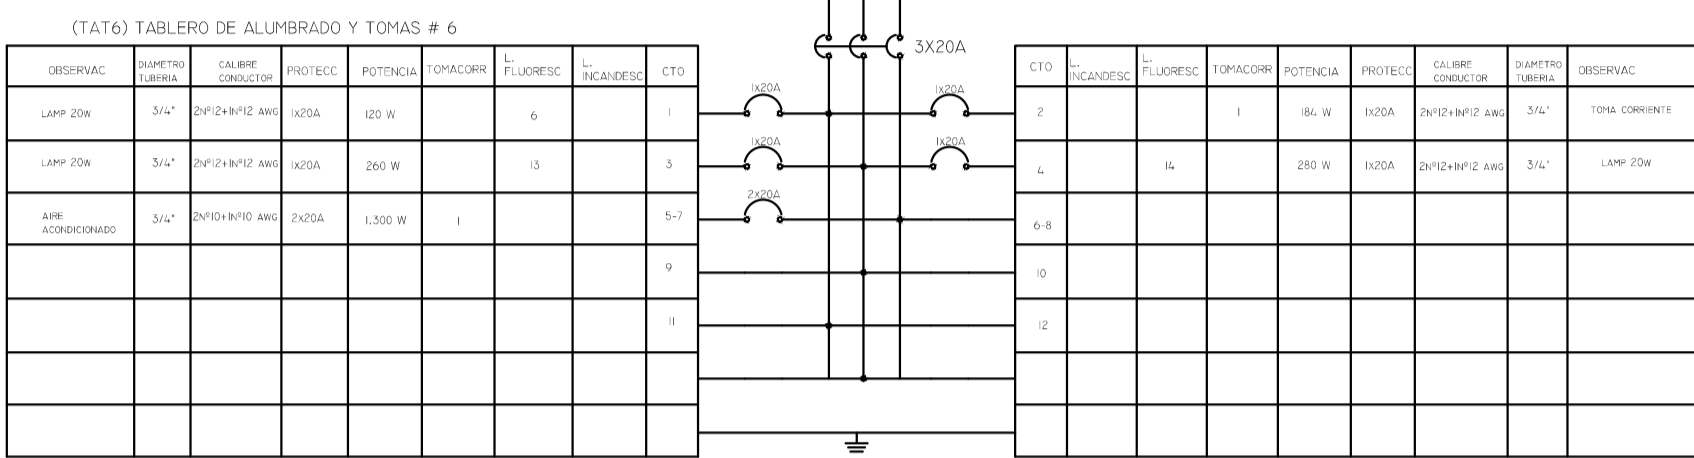 (TAT6) TABLERO DE ALUMBRADO Y TOMAS # 6
3X20A
OBSERVAC DIAMETRO TUBERIA CALIBRE CONDUCTOR PROTECC POTENCIA TOMACORR L. FLUORESC L. INCANDESC CTO
LAMP 20W 3/4" 2Nº12+1Nº12 AWG 1X20A 120 W 6 1
LAMP 20W 3/4" 2Nº12+1Nº12 AWG 1X20A 260 W 13 3
AIRE ACONDICIONADO 3/4" 2Nº10+1Nº10 AWG 2X20A 1.300 W 1 5-7
9
11
1X20A 1X20A
1X20A 1X20A
2X20A
CTO L. INCANDESC L. FLUORESC TOMACORR POTENCIA PROTECC CALIBRE CONDUCTOR DIAMETRO TUBERIA OBSERVAC
2 1 184 W 1X20A 2Nº12+1Nº12 AWG 3/4" TOMA CORRIENTE
4 14 280 W 1X20A 2Nº12+1Nº12 AWG 3/4" LAMP 20W
6-8
10
12